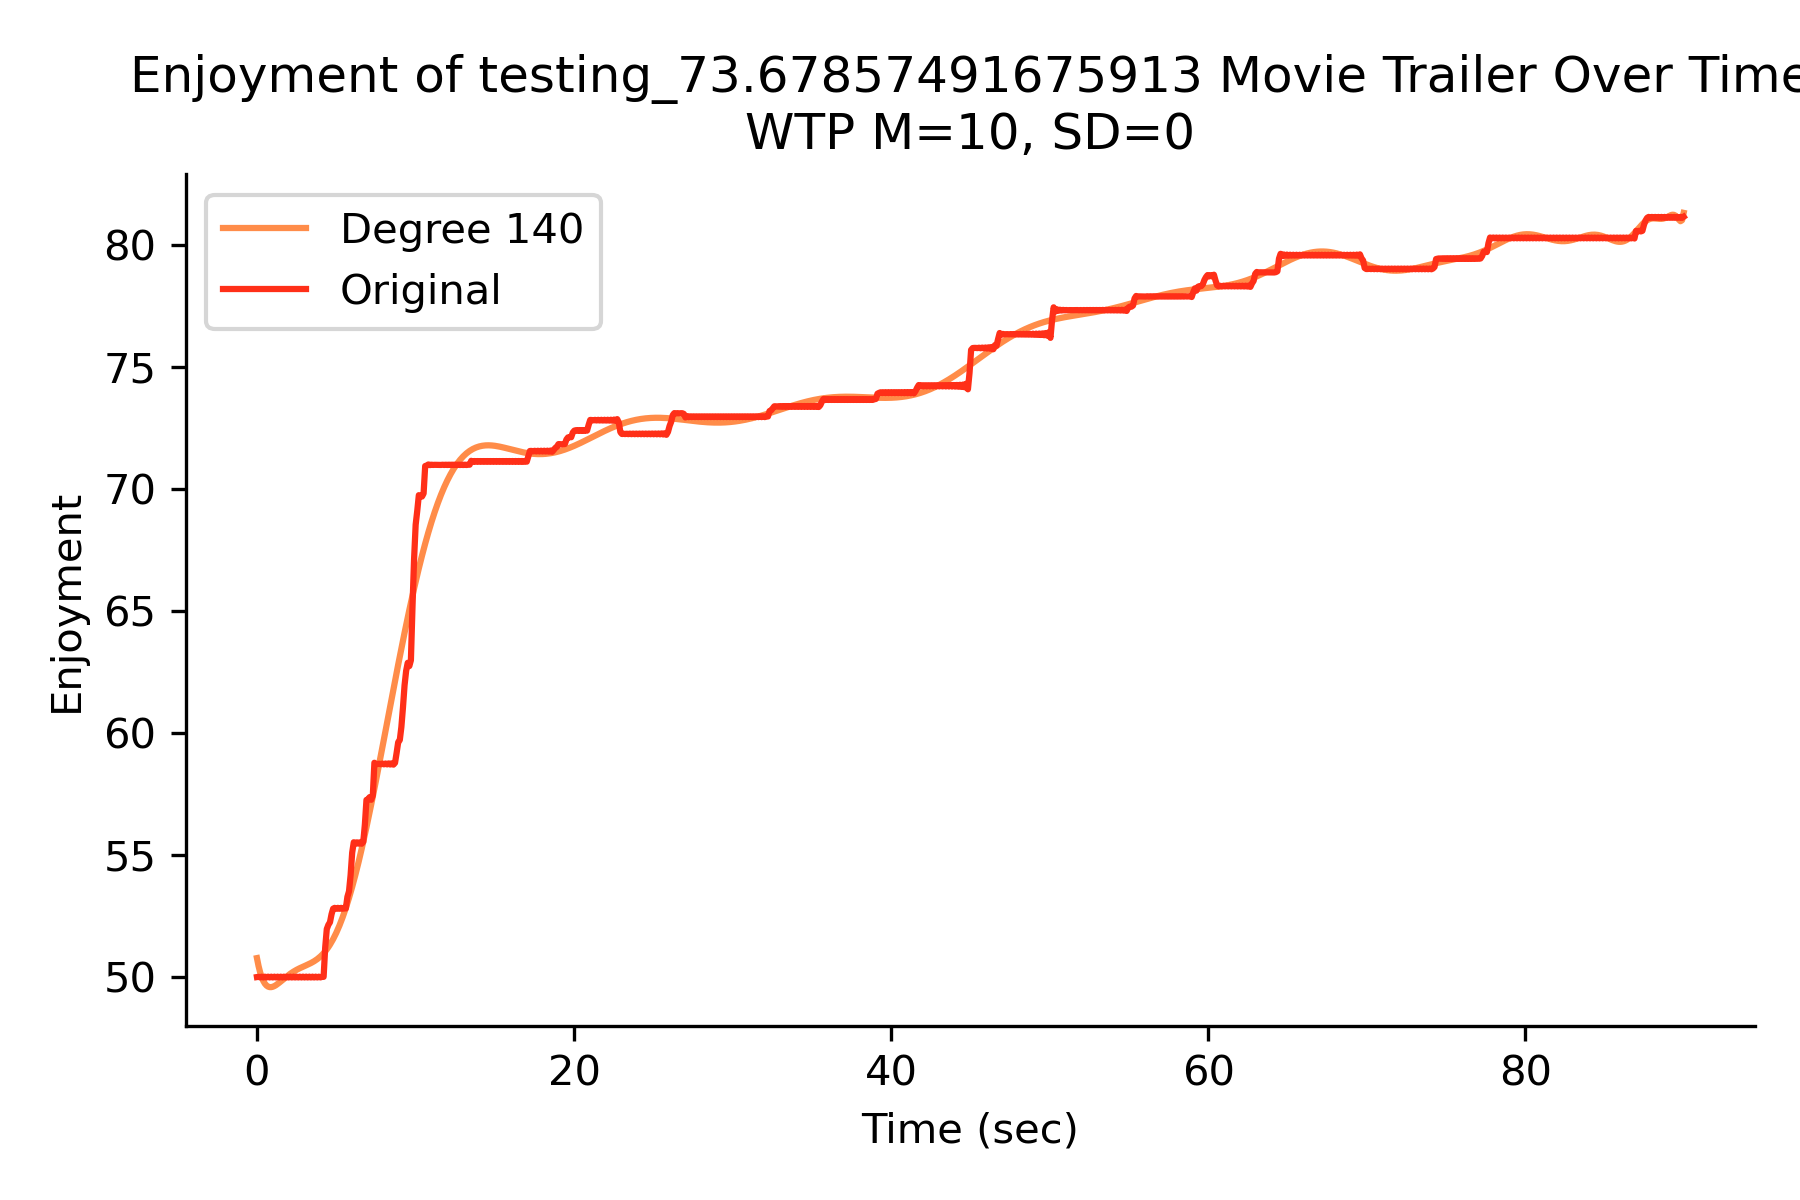 Enjoyment of testing_73.67857491675913 Movie Trailer Over Time
WTP M=10, SD=0
Degree 140
Original
80
75
70
65
60
55
50
Enjoyment
0 20 40 60 80
Time (sec)